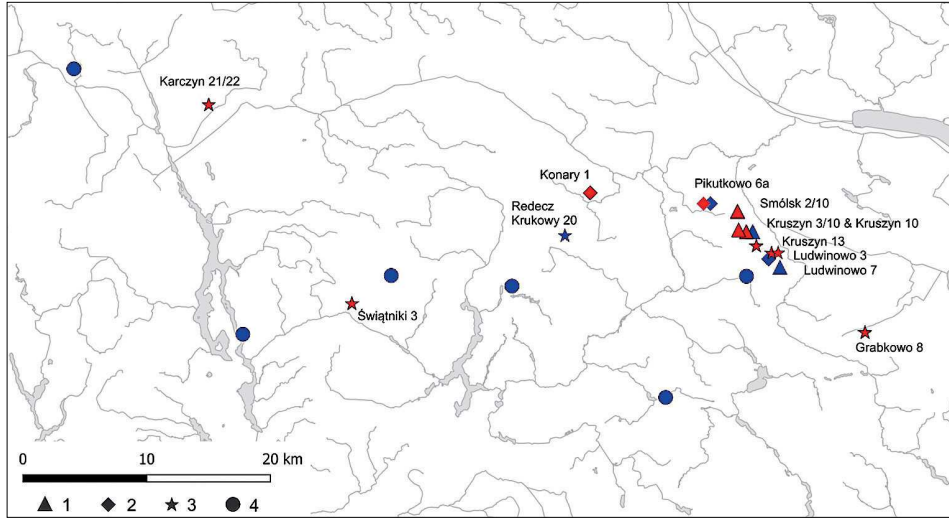 Karczyn 21/22
Konary 1
Pikutkowo 6a
Smólsk 2/10
Redecz
Krukowy 20
Kruszyn 3/10 & Kruszyn 10
Kruszyn 13
Ludwinowo 3
Ludwinowo 7
Świątniki 3
Grabkowo 8
0 10 20 km
1 2 3 4